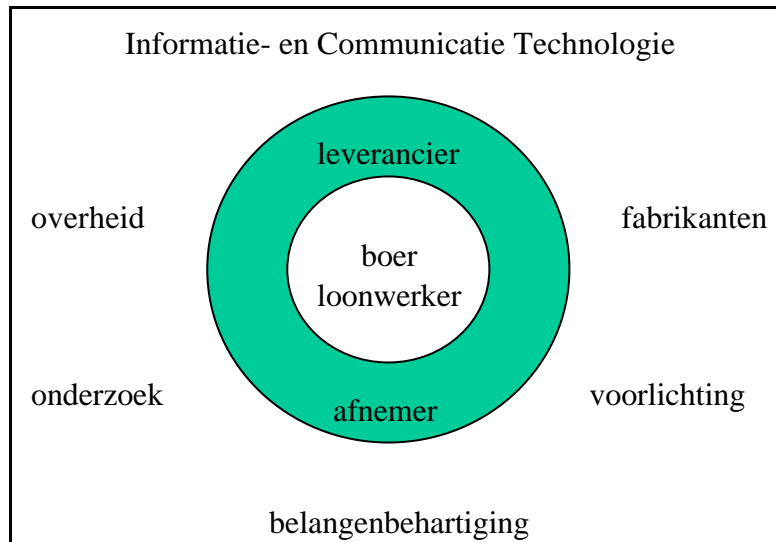 Informatie- en Communicatie Technologie
leverancier
overheid
fabrikanten
boer
loonwerker
onderzoek
voorlichting
afnemer
belangenbehartiging